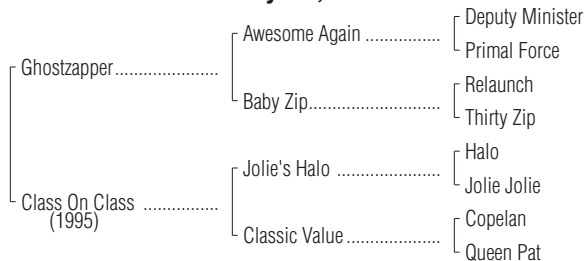 Deputy Minister
Awesome Again ..................
Primal Force
Ghostzapper.........................
Relaunch
Baby Zip................................
Thirty Zip
Halo
Jolie's Halo .........................
Jolie Jolie
Class On Class ..................
(1995)
Copelan
Classic Value......................
Queen Pat